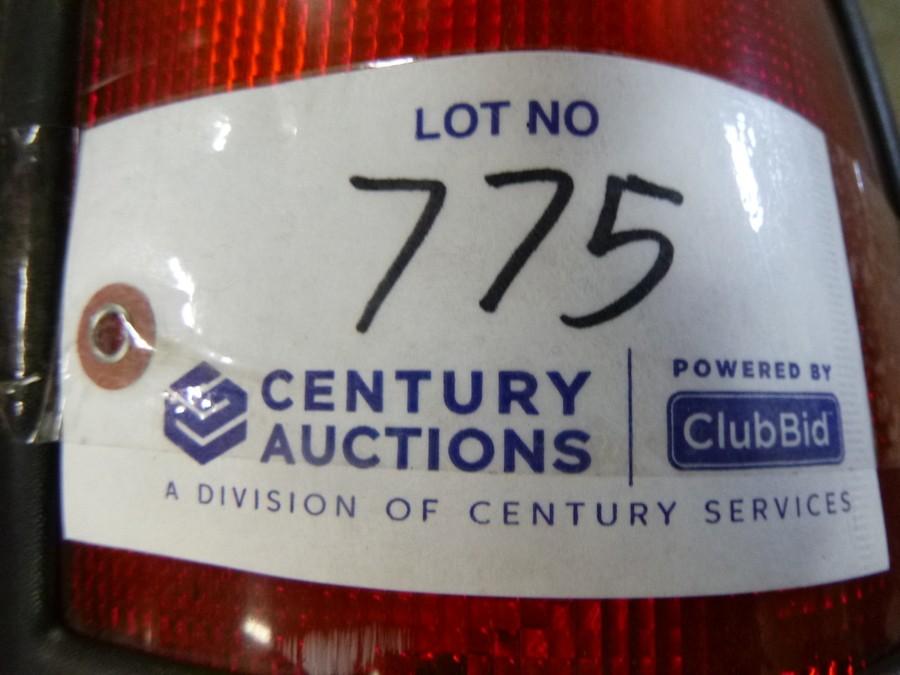 LOT NO
775
CENTURY
AUCTIONS
POWERED BY
ClubBid
A DIVISION OF CENTURY SERVICES